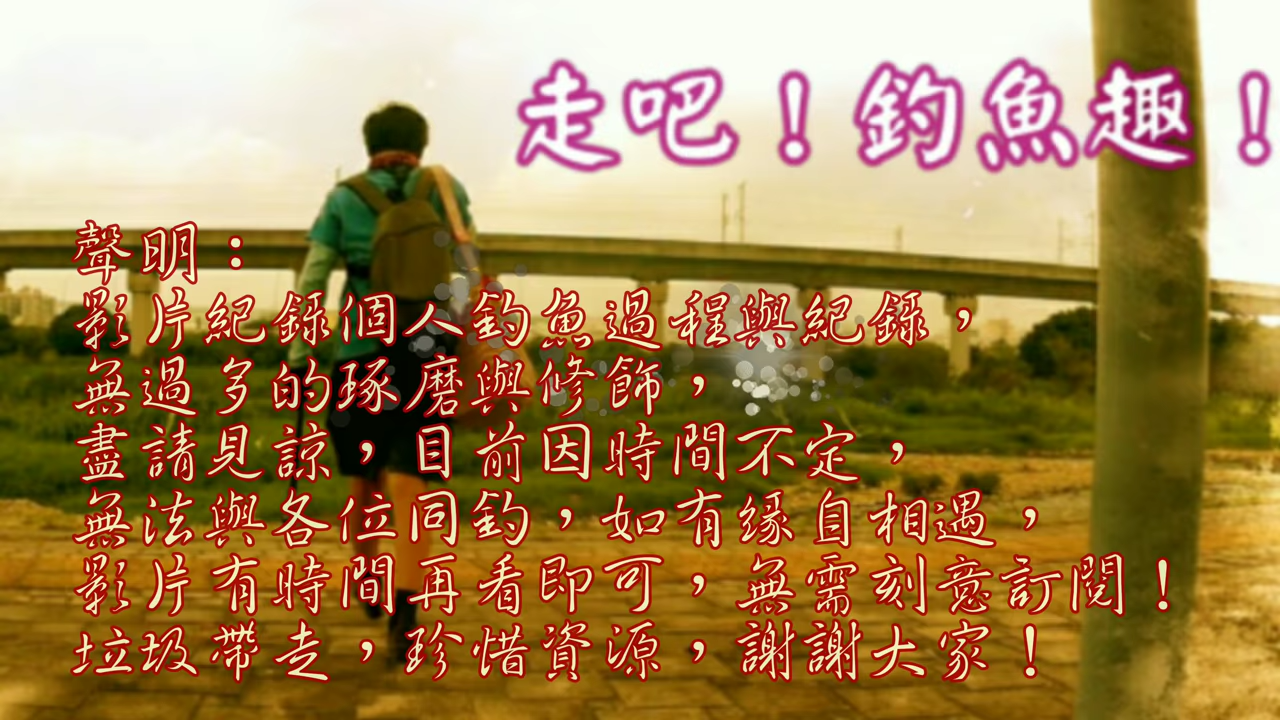 走吧！釣魚趣！
聲明：
影片紀錄個人釣魚過程與紀錄，
無過多的琢磨與修飾，
盡請見諒，目前因時間不定，
無法與各位同釣，如有緣自相遇，
影片有時間再看即可，無需刻意訂閱！
垃圾帶走，珍惜資源，謝謝大家！